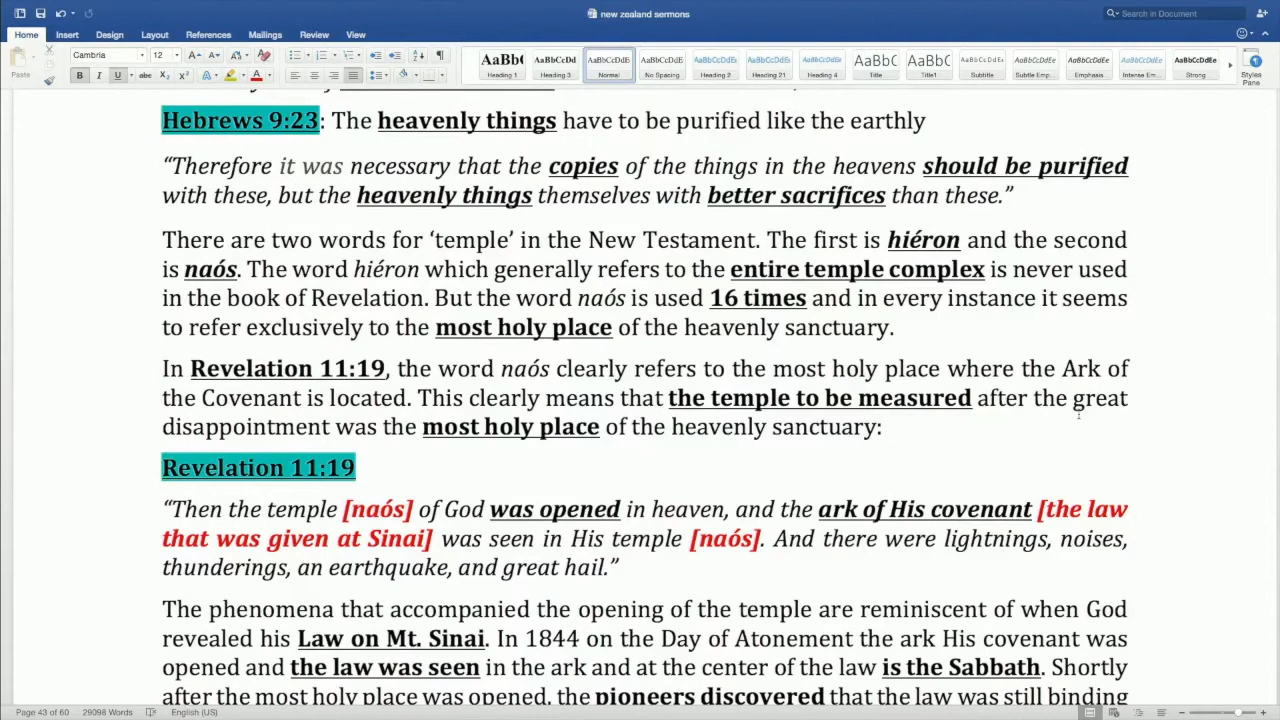 new zealand sermons
Search in Document
Home Insert Design Layout References Mailings Review View
Paste
Cambria 12
Heading 1 Heading 3 Normal No Spacing Heading 2 Heading 21 Heading 4 Title Title1 Subtitle Subtle Emp... Emphasis Intense Em... Strong Styles Pane
Hebrews 9:23: The heavenly things have to be purified like the earthly
“Therefore it was necessary that the copies of the things in the heavens should be purified
with these, but the heavenly things themselves with better sacrifices than these.”
There are two words for ‘temple’ in the New Testament. The first is hiéron and the second
is naós. The word hiéron which generally refers to the entire temple complex is never used
in the book of Revelation. But the word naós is used 16 times and in every instance it seems
to refer exclusively to the most holy place of the heavenly sanctuary.
In Revelation 11:19, the word naós clearly refers to the most holy place where the Ark of
the Covenant is located. This clearly means that the temple to be measured after the great
disappointment was the most holy place of the heavenly sanctuary:
Revelation 11:19
“Then the temple [naós] of God was opened in heaven, and the ark of His covenant [the law
that was given at Sinai] was seen in His temple [naós]. And there were lightnings, noises,
thunderings, an earthquake, and great hail.”
The phenomena that accompanied the opening of the temple are reminiscent of when God
revealed his Law on Mt. Sinai. In 1844 on the Day of Atonement the ark His covenant was
opened and the law was seen in the ark and at the center of the law is the Sabbath. Shortly
after the most holy place was opened, the pioneers discovered that the law was still binding
Page 43 of 60 29098 Words English (US)